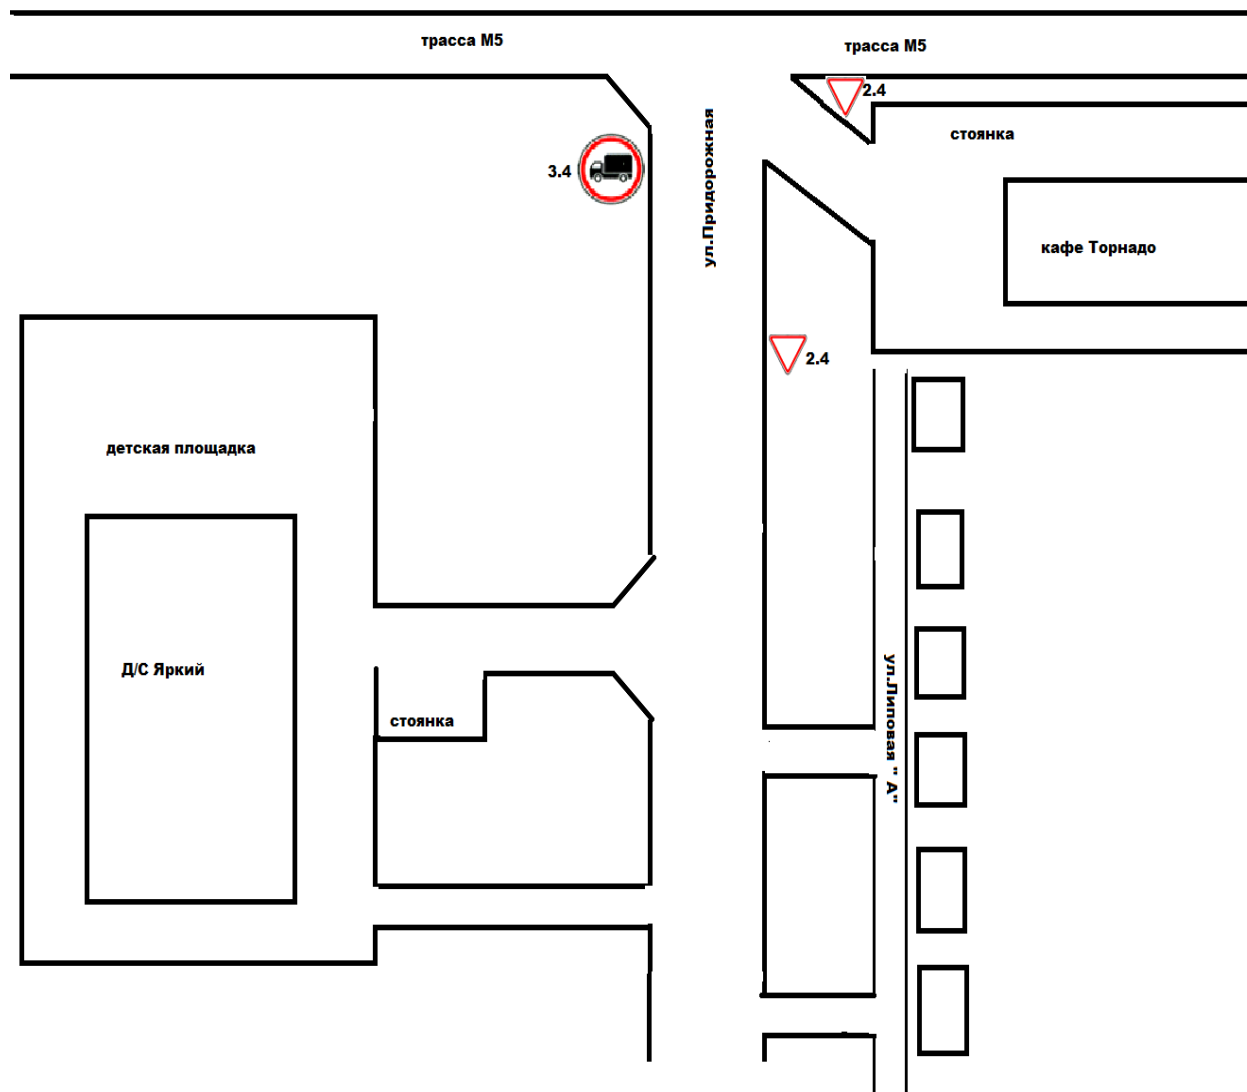 трасса М5
трасса М5
2.4
стоянка
3.4
ул.Придорожная
кафе Торнадо
2.4
детская площадка
Д/С Яркий
стоянка
ул.Липовая " А"